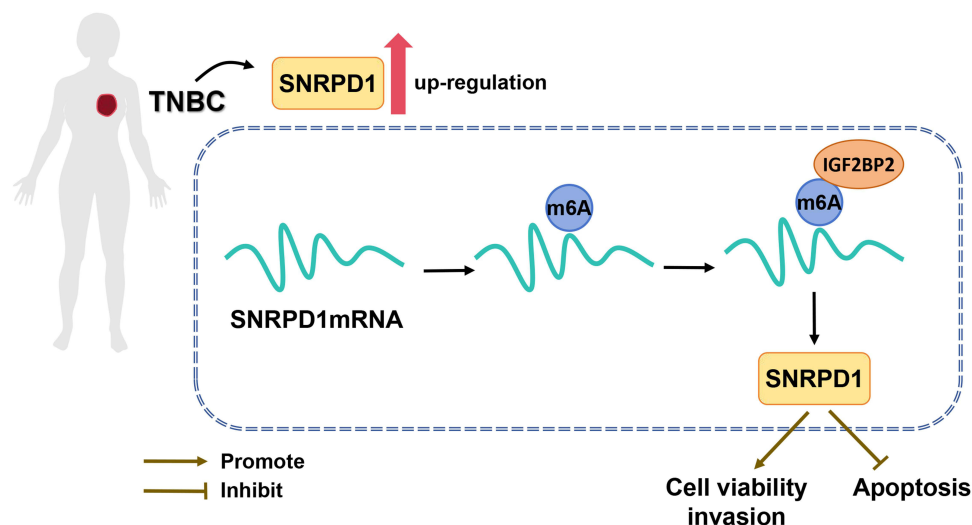 TNBC
SNRPD1
up-regulation
IGF2BP2
m6A
m6A
SNRPD1mRNA
SNRPD1
Promote
Inhibit
Cell viability
invasion
Apoptosis